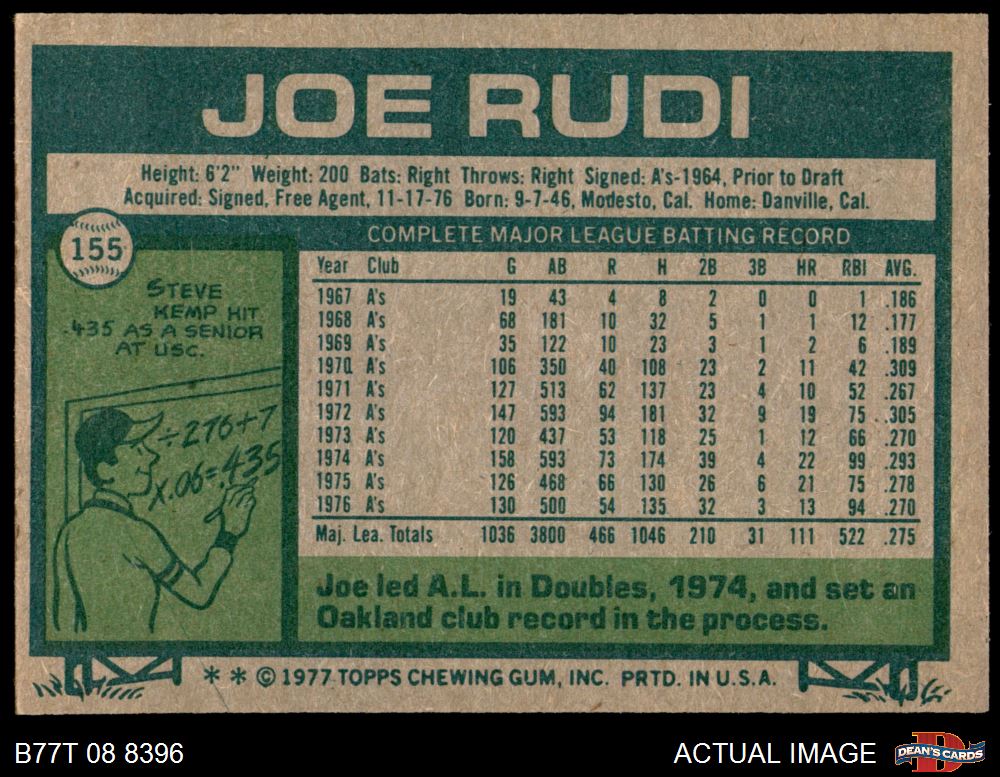 JOE RUDI
Height: 6'2" Weight: 200 Bats: Right Throws: Right Signed: A's-1964, Prior to Draft
Acquired: Signed, Free Agent, 11-17-76 Born: 9-7-46, Modesto, Cal. Home: Danville, Cal.
155
STEVE
KEMP HIT
.435 AS A SENIOR
AT USC.
÷276+7
X.06=.435
COMPLETE MAJOR LEAGUE BATTING RECORD
Year Club G AB R H 2B 3B HR RBI AVG.
1967 A's 19 43 4 8 2 0 0 1 .186
1968 A's 68 181 10 32 5 1 1 12 .177
1969 A's 35 122 10 23 3 1 2 6 .189
1970 A's 106 350 40 108 23 2 11 42 .309
1971 A's 127 513 62 137 23 4 10 52 .267
1972 A's 147 593 94 181 32 9 19 75 .305
1973 A's 120 437 53 118 25 1 12 66 .270
1974 A's 158 593 73 174 39 4 22 99 .293
1975 A's 126 468 66 130 26 6 21 75 .278
1976 A's 130 500 54 135 32 3 13 94 .270
Maj. Lea. Totals 1036 3800 466 1046 210 31 111 522 .275
Joe led A.L. in Doubles, 1974, and set an
Oakland club record in the process.
** © 1977 TOPPS CHEWING GUM, INC. PRTD. IN U.S.A.
B77T 08 8396
ACTUAL IMAGE
D
DEAN'S CARDS